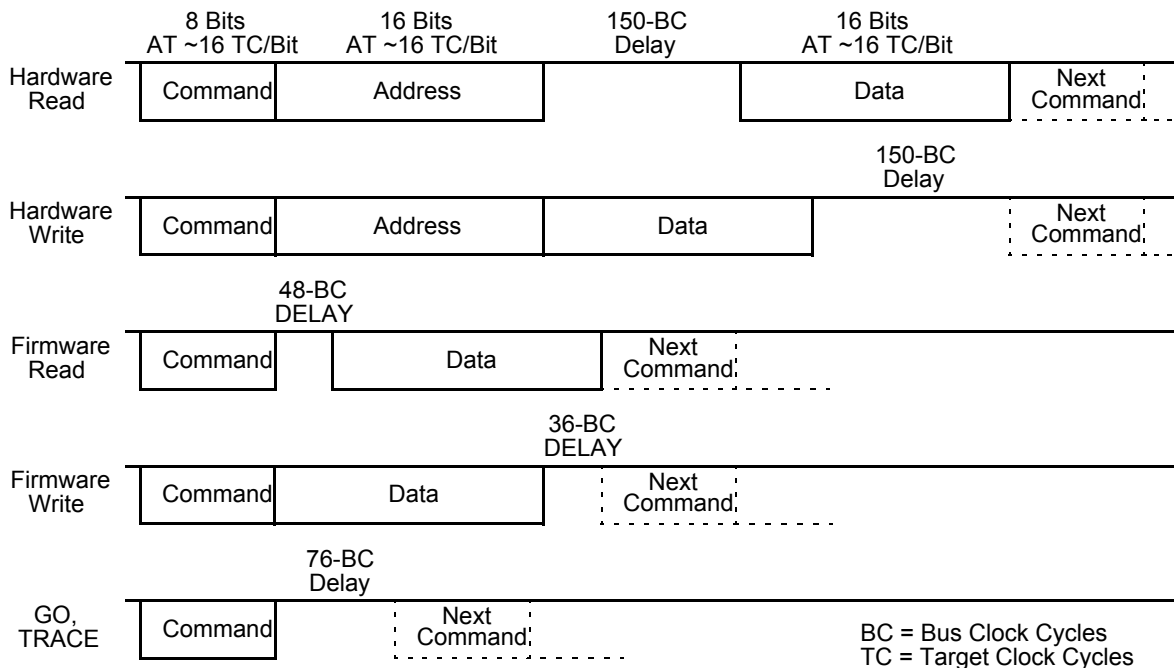 8 Bits
AT ~16 TC/Bit
16 Bits
AT ~16 TC/Bit
150-BC
Delay
16 Bits
AT ~16 TC/Bit
Hardware
Read
Command
Address
Data
Next
Command
150-BC
Delay
Hardware
Write
Command
Address
Data
Next
Command
48-BC
DELAY
Firmware
Read
Command
Data
Next
Command
36-BC
DELAY
Firmware
Write
Command
Data
Next
Command
76-BC
Delay
GO,
TRACE
Command
Next
Command
BC = Bus Clock Cycles
TC = Target Clock Cycles